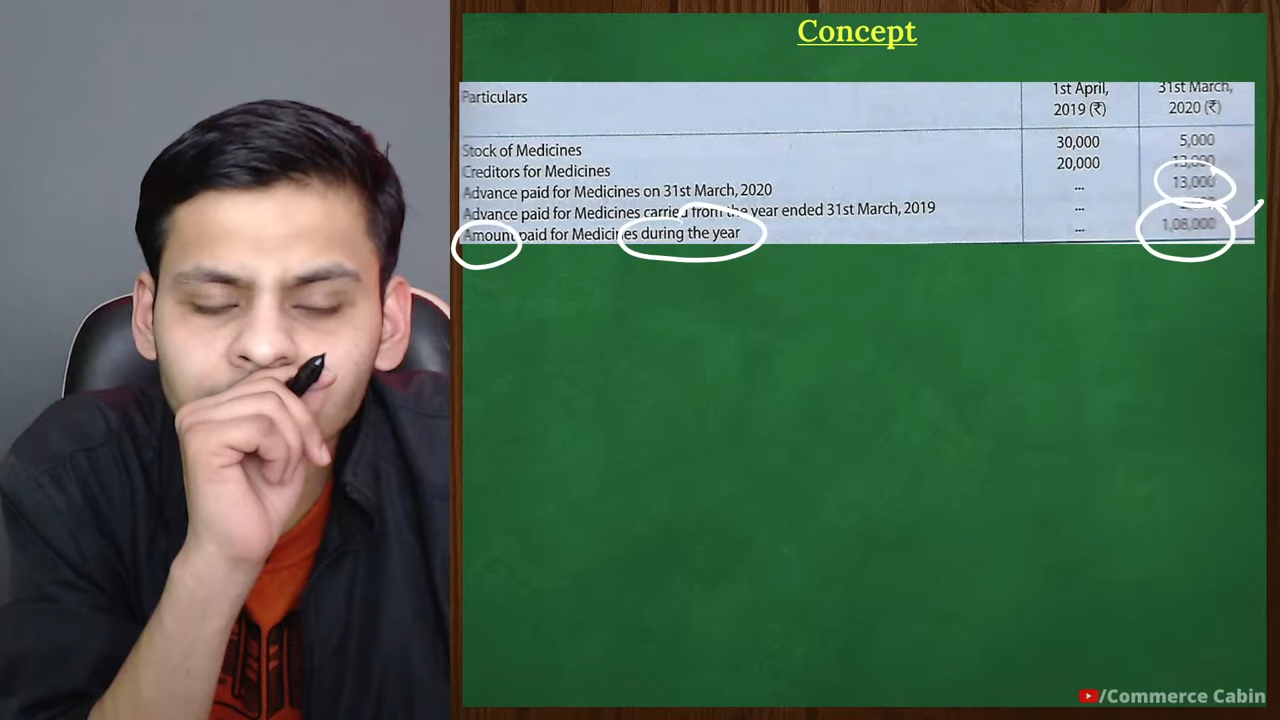 Concept
Particulars 1st April, 2019 (₹) 31st March, 2020 (₹)
Stock of Medicines 30,000 5,000
Creditors for Medicines 20,000 13,000
Advance paid for Medicines on 31st March, 2020 ... 13,000
Advance paid for Medicines carried from the year ended 31st March, 2019 ...
Amount paid for Medicines during the year ... 1,08,000
/Commerce Cabin